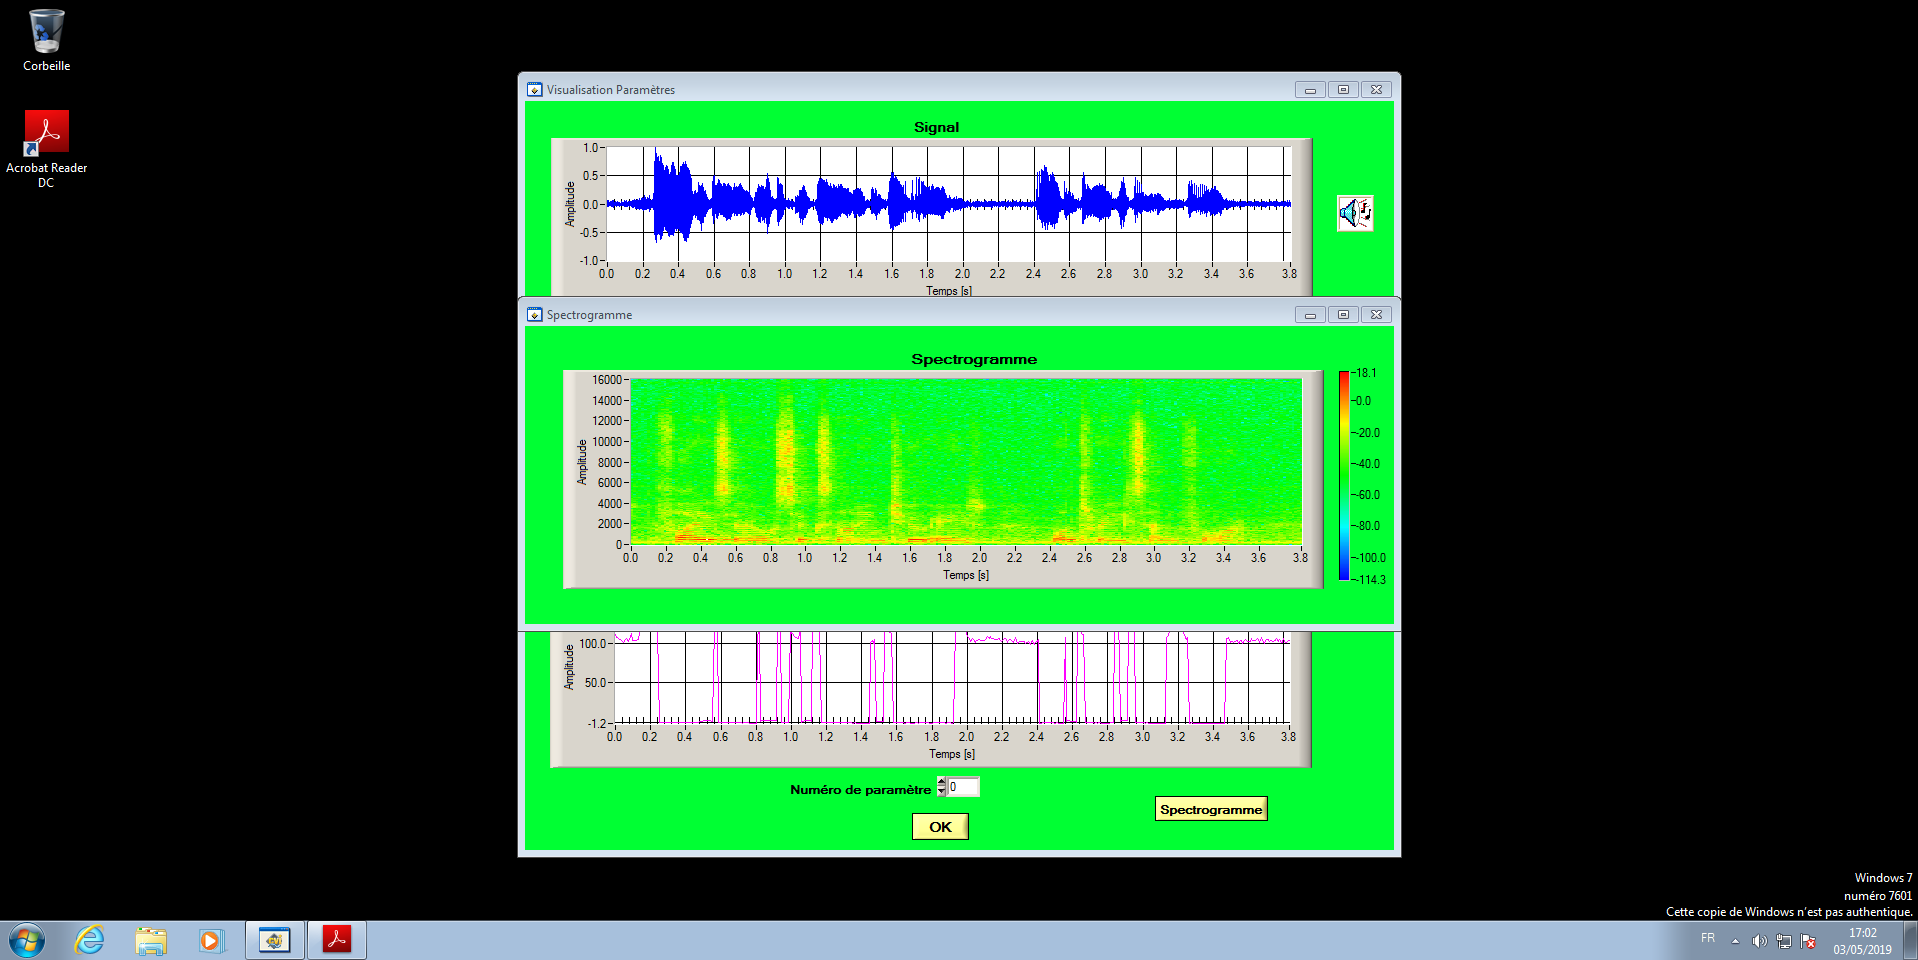 Corbeille
Acrobat Reader
DC
Visualisation Paramètres
Signal
Amplitude
1.0
0.5
0.0
-0.5
-1.0
0.0 0.2 0.4 0.6 0.8 1.0 1.2 1.4 1.6 1.8 2.0 2.2 2.4 2.6 2.8 3.0 3.2 3.4 3.6 3.8
Temps [s]
Spectrogramme
Spectrogramme
Amplitude
16000
14000
12000
10000
8000
6000
4000
2000
0
0.0 0.2 0.4 0.6 0.8 1.0 1.2 1.4 1.6 1.8 2.0 2.2 2.4 2.6 2.8 3.0 3.2 3.4 3.6 3.8
Temps [s]
18.1
0.0
-20.0
-40.0
-60.0
-80.0
-100.0
-114.3
Amplitude
100.0
50.0
-1.2
0.0 0.2 0.4 0.6 0.8 1.0 1.2 1.4 1.6 1.8 2.0 2.2 2.4 2.6 2.8 3.0 3.2 3.4 3.6 3.8
Temps [s]
Numéro de paramètre 0
Spectrogramme
OK
Windows 7
numéro 7601
Cette copie de Windows n'est pas authentique.
FR
17:02
03/05/2019